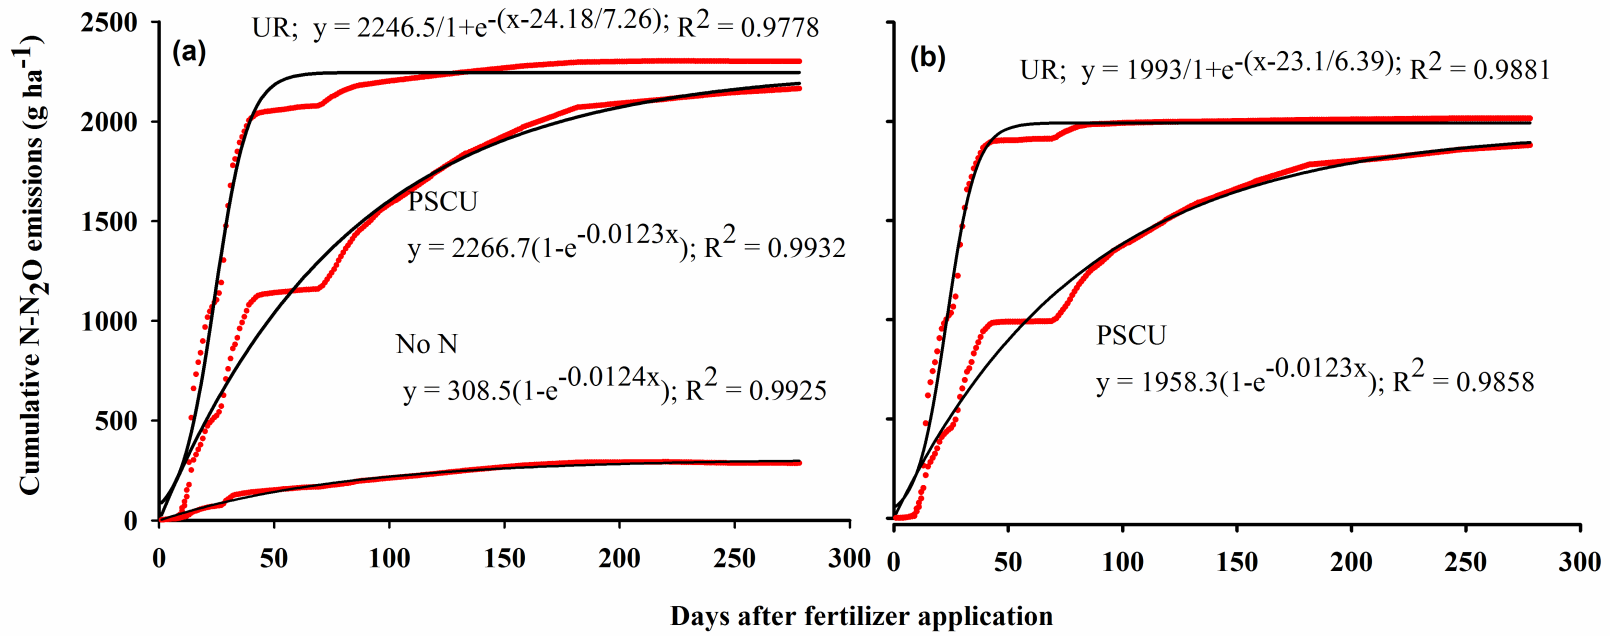 UR; y = 2246.5/1+e-(x-24.18/7.26); R2 = 0.9778
(a)
PSCU
y = 2266.7(1-e-0.0123x); R2 = 0.9932
No N
y = 308.5(1-e-0.0124x); R2 = 0.9925
2500
2000
1500
1000
500
0
0 50 100 150 200 250 300
Cumulative N-N2O emissions (g ha-1)
(b)
UR; y = 1993/1+e-(x-23.1/6.39); R2 = 0.9881
PSCU
y = 1958.3(1-e-0.0123x); R2 = 0.9858
0 50 100 150 200 250 300
Days after fertilizer application